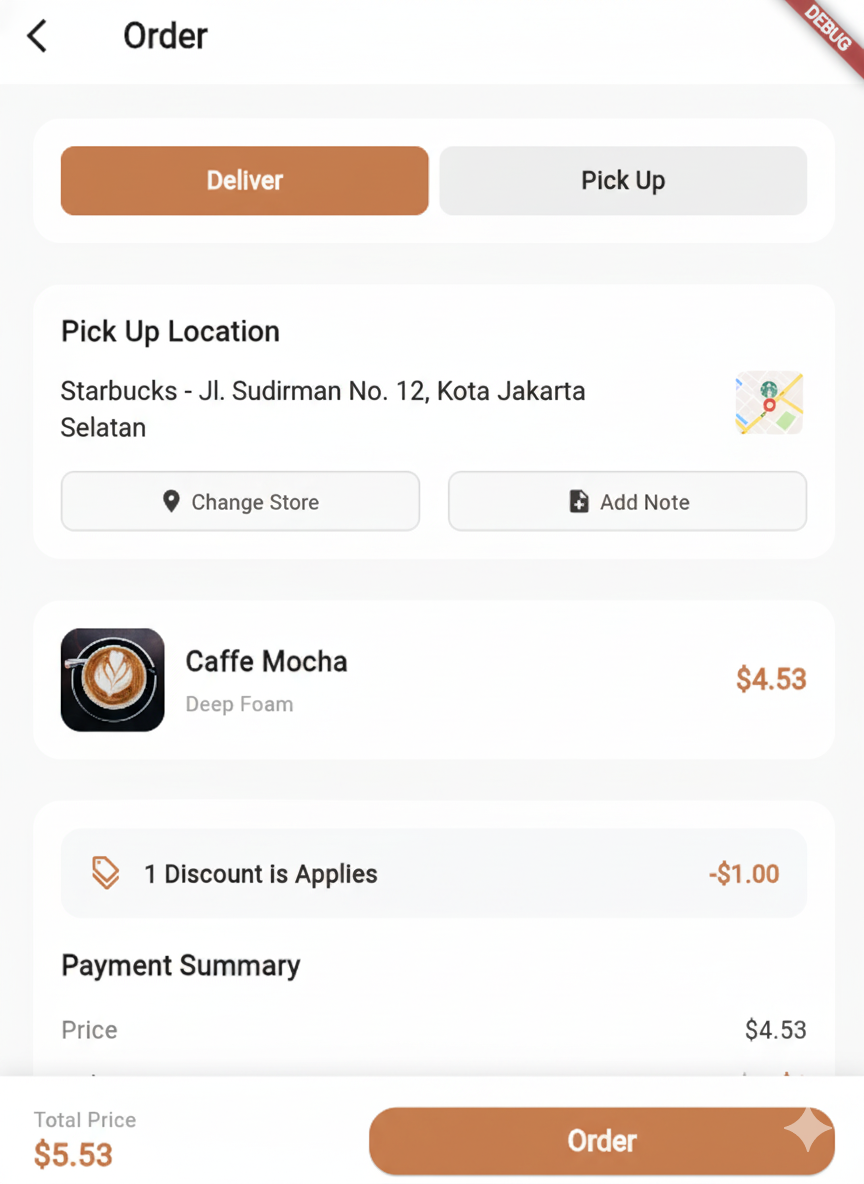 Order
DEBUG
Deliver
Pick Up
Pick Up Location
Starbucks - Jl. Sudirman No. 12, Kota Jakarta
Selatan
Change Store
Add Note
Caffe Mocha
Deep Foam
$4.53
1 Discount is Applies
-$1.00
Payment Summary
Price
$4.53
Total Price
$5.53
Order